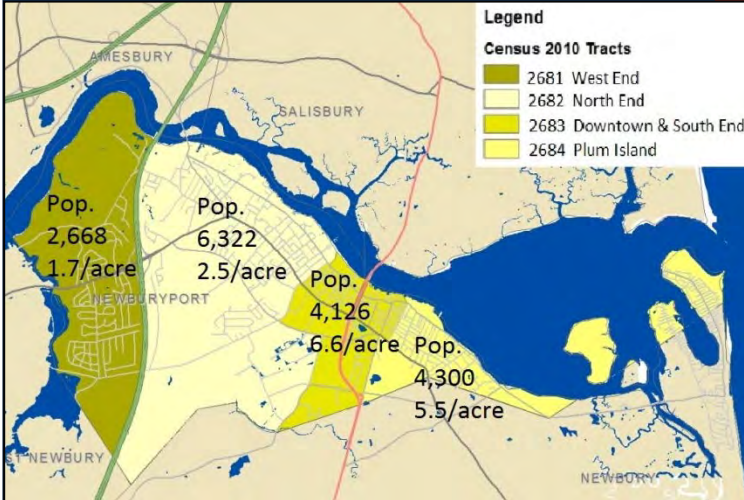 Legend
Census 2010 Tracts
2681 West End
2682 North End
2683 Downtown & South End
2684 Plum Island
AMESBURY
SALISBURY
Pop.
2,668
1.7/acre
Pop.
6,322
2.5/acre
NEWBURYPORT
Pop.
4,126
6.6/acre
Pop.
4,300
5.5/acre
ST NEWBURY
NEWBURY